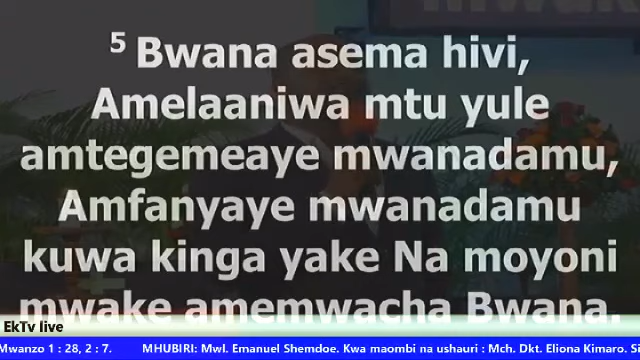 5 Bwana asema hivi,
Amelaaniwa mtu yule
amtegemeaye mwanadamu,
Amfanyaye mwanadamu
kuwa kinga yake Na moyoni
mwake amemwacha Bwana.
EkTv live
Mwanzo 1 : 28, 2 : 7. MHUBIRI: Mwl. Emanuel Shemdoe. Kwa maombi na ushauri : Mch. Dkt. Eliona Kimaro. Si